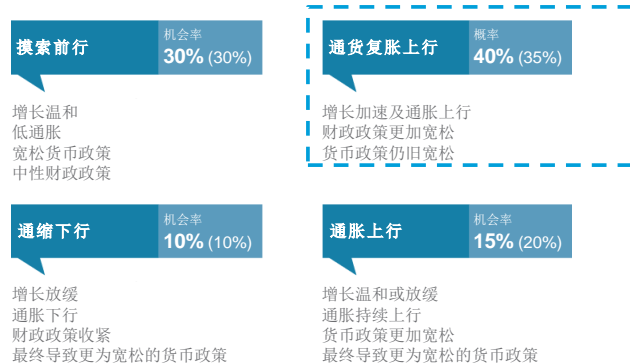 摸索前行
机会率
30% (30%)
增长温和
低通胀
宽松货币政策
中性财政政策
通货复胀上行
概率
40% (35%)
增长加速及通胀上行
财政政策更加宽松
货币政策仍旧宽松
通缩下行
机会率
10% (10%)
增长放缓
通胀下行
财政政策收紧
最终导致更为宽松的货币政策
通胀上行
概率
15% (20%)
增长温和或放缓
通胀持续上行
货币政策更加宽松
最终导致更为宽松的货币政策